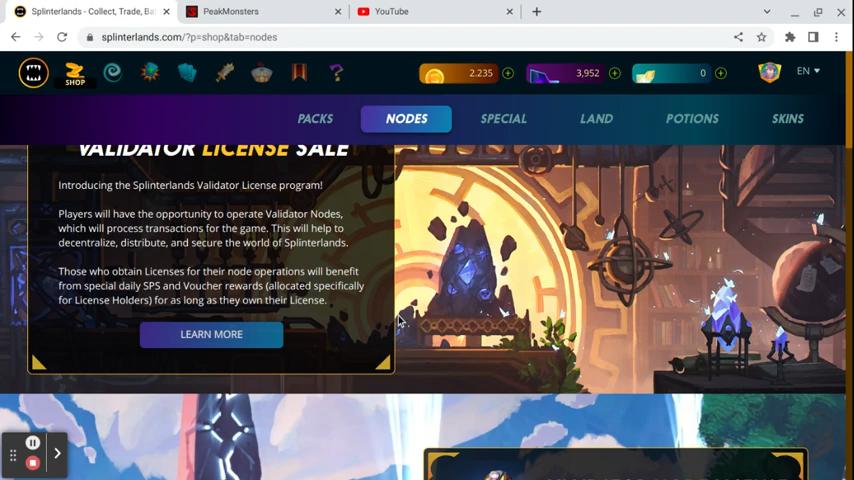 Splinterlands - Collect, Trade, Ba
PeakMonsters
YouTube
splinterlands.com/?p=shop&tab=nodes
SHOP
2.235
3,952
0
EN
PACKS
NODES
SPECIAL
LAND
POTIONS
SKINS
VALIDATOR LICENSE SALE
Introducing the Splinterlands Validator License program!
Players will have the opportunity to operate Validator Nodes,
which will process transactions for the game. This will help to
decentralize, distribute, and secure the world of Splinterlands.
Those who obtain Licenses for their node operations will benefit
from special daily SPS and Voucher rewards (allocated specifically
for License Holders) for as long as they own their License.
LEARN MORE